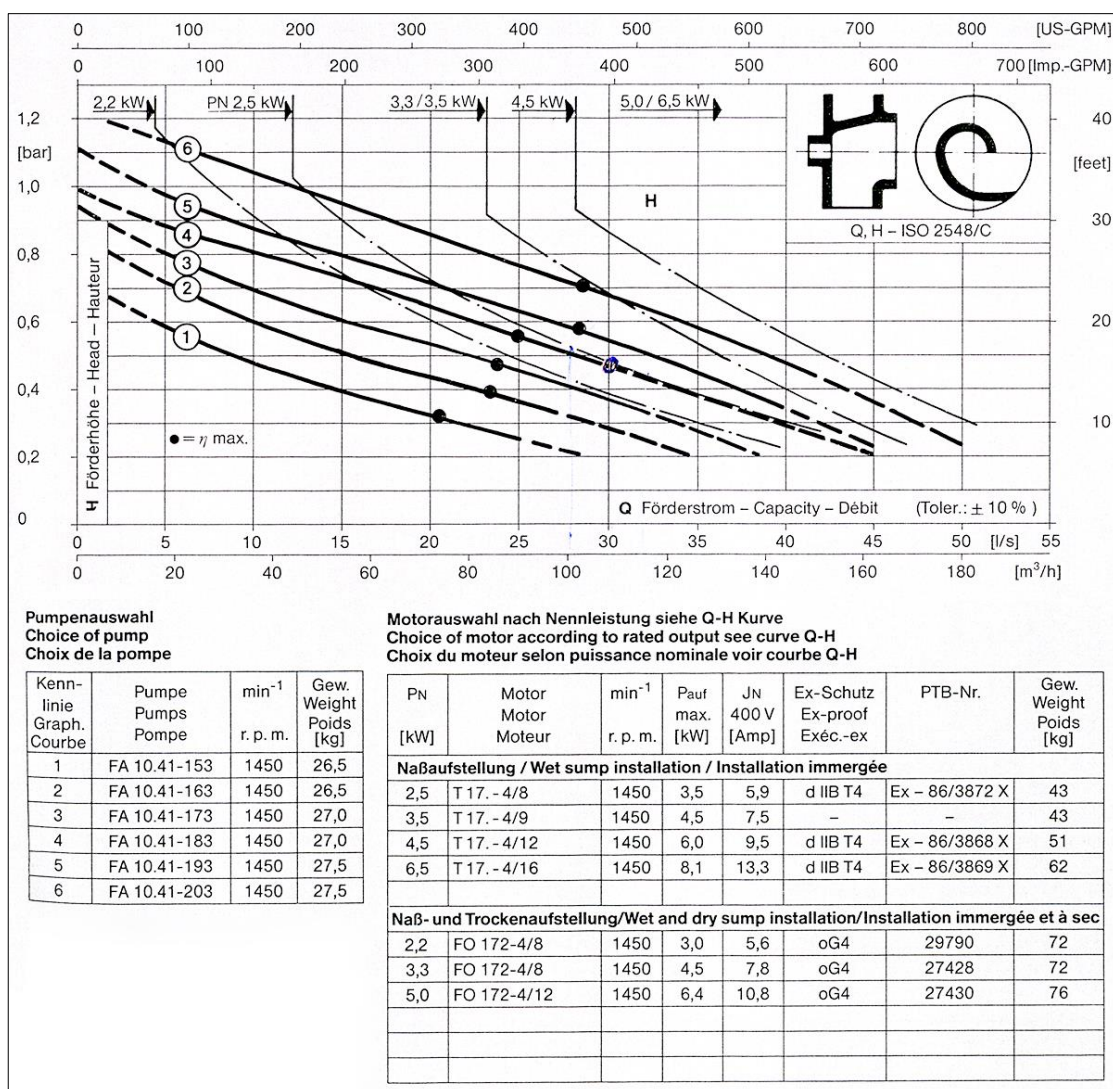 0 100 200 300 400 500 600 700 800 [US-GPM]
0 100 200 300 400 500 600 700 [Imp.-GPM]
2,2 kW PN 2,5 kW 3,3 / 3,5 kW 4,5 kW 5,0 / 6,5 kW
1,2
[bar]
1,0
0,8
0,6
0,4
0,2
0
40
[feet]
30
20
10
6
5
4
3
2
1
H
Q, H – ISO 2548/C
H Förderhöhe – Head – Hauteur
● = η max.
Q Förderstrom – Capacity – Débit (Toler.: ± 10 % )
0 5 10 15 20 25 30 35 40 45 50 [l/s] 55
0 20 40 60 80 100 120 140 160 180 [m³/h]
Pumpenauswahl
Choice of pump
Choix de la pompe
Kenn-linie Graph. Courbe | Pumpe Pumps Pompe | min⁻¹ r. p. m. | Gew. Weight Poids [kg]
1 FA 10.41-153 1450 26,5
2 FA 10.41-163 1450 26,5
3 FA 10.41-173 1450 27,0
4 FA 10.41-183 1450 27,0
5 FA 10.41-193 1450 27,5
6 FA 10.41-203 1450 27,5
Motorauswahl nach Nennleistung siehe Q-H Kurve
Choice of motor according to rated output see curve Q-H
Choix du moteur selon puissance nominale voir courbe Q-H
PN [kW] | Motor Motor Moteur | min⁻¹ r. p. m. | Pauf max. [kW] | JN 400 V [Amp] | Ex-Schutz Ex-proof Exéc.-ex | PTB-Nr. | Gew. Weight Poids [kg]
Naßaufstellung / Wet sump installation / Installation immergée
2,5 T 17. - 4/8 1450 3,5 5,9 d IIB T4 Ex – 86/3872 X 43
3,5 T 17. - 4/9 1450 4,5 7,5 – – 43
4,5 T 17. - 4/12 1450 6,0 9,5 d IIB T4 Ex – 86/3868 X 51
6,5 T 17. - 4/16 1450 8,1 13,3 d IIB T4 Ex – 86/3869 X 62
Naß- und Trockenaufstellung/Wet and dry sump installation/Installation immergée et à sec
2,2 FO 172-4/8 1450 3,0 5,6 oG4 29790 72
3,3 FO 172-4/8 1450 4,5 7,8 oG4 27428 72
5,0 FO 172-4/12 1450 6,4 10,8 oG4 27430 76